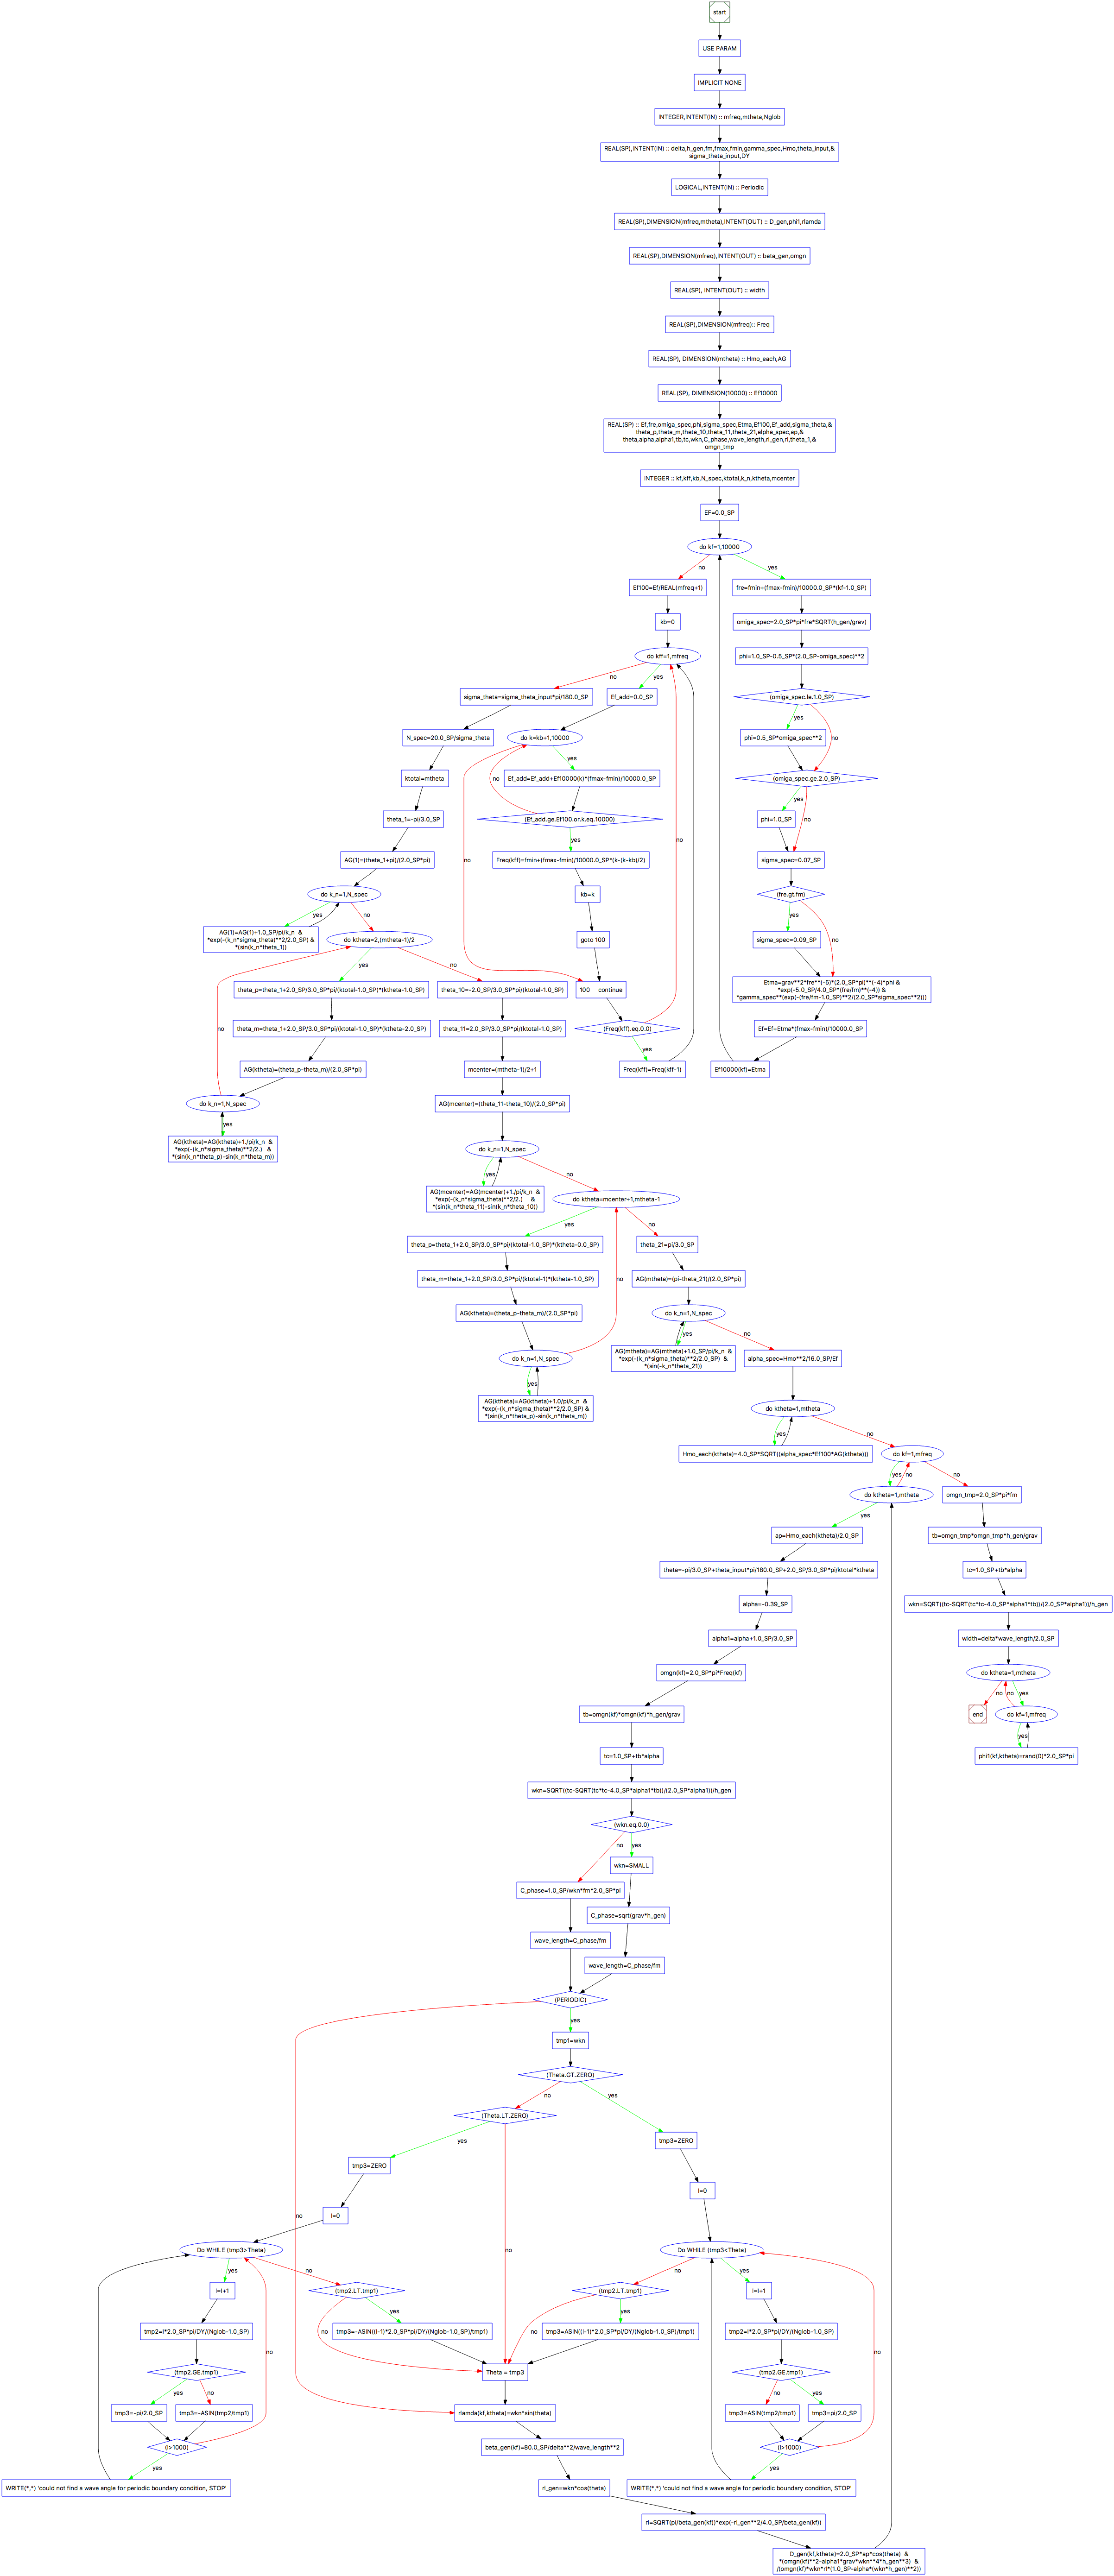 start
USE PARAM
IMPLICIT NONE
INTEGER,INTENT(IN) :: mfreq,mtheta,Nglob
REAL(SP),INTENT(IN) :: delta,h_gen,fm,fmax,fmin,gamma_spec,Hmo,theta_input,&
sigma_theta_input,DY
LOGICAL,INTENT(IN) :: Periodic
REAL(SP),DIMENSION(mfreq,mtheta),INTENT(OUT) :: D_gen,phi1,rlamda
REAL(SP),DIMENSION(mfreq),INTENT(OUT) :: beta_gen,omgn
REAL(SP), INTENT(OUT) :: width
REAL(SP),DIMENSION(mfreq):: Freq
REAL(SP), DIMENSION(mtheta) :: Hmo_each,AG
REAL(SP), DIMENSION(10000) :: Ef10000
REAL(SP) :: Ef,fre,omiga_spec,phi,sigma_spec,Etma,Ef100,Ef_add,sigma_theta,&
theta_p,theta_m,theta_10,theta_11,theta_21,alpha_spec,ap,&
theta,alpha,alpha1,tb,tc,wkn,C_phase,wave_length,rl_gen,rl,theta_1,&
omgn_tmp
INTEGER :: kf,kff,kb,N_spec,ktotal,k_n,ktheta,mcenter
EF=0.0_SP
do kf=1,10000
no
yes
Ef100=Ef/REAL(mfreq+1)
fre=fmin+(fmax-fmin)/10000.0_SP*(kf-1.0_SP)
kb=0
omiga_spec=2.0_SP*pi*fre*SQRT(h_gen/grav)
do kff=1,mfreq
phi=1.0_SP-0.5_SP*(2.0_SP-omiga_spec)**2
no
yes
sigma_theta=sigma_theta_input*pi/180.0_SP
Ef_add=0.0_SP
(omiga_spec.le.1.0_SP)
yes
no
N_spec=20.0_SP/sigma_theta
do k=kb+1,10000
phi=0.5_SP*omiga_spec**2
yes
ktotal=mtheta
no
Ef_add=Ef_add+Ef10000(k)*(fmax-fmin)/10000.0_SP
(omiga_spec.ge.2.0_SP)
yes
no
theta_1=-pi/3.0_SP
(Ef_add.ge.Ef100.or.k.eq.10000)
phi=1.0_SP
yes
no
AG(1)=(theta_1+pi)/(2.0_SP*pi)
no
Freq(kff)=fmin+(fmax-fmin)/10000.0_SP*(k-(k-kb)/2)
sigma_spec=0.07_SP
do k_n=1,N_spec
kb=k
(fre.gt.fm)
yes
no
yes
AG(1)=AG(1)+1.0_SP/pi/k_n &
*exp(-(k_n*sigma_theta)**2/2.0_SP) &
*(sin(k_n*theta_1))
do ktheta=2,(mtheta-1)/2
goto 100
sigma_spec=0.09_SP
no
yes
no
theta_p=theta_1+2.0_SP/3.0_SP*pi/(ktotal-1.0_SP)*(ktheta-1.0_SP)
theta_10=-2.0_SP/3.0_SP*pi/(ktotal-1.0_SP)
100 continue
Etma=grav**2*fre**(-5)*(2.0_SP*pi)**(-4)*phi &
*exp(-5.0_SP/4.0_SP*(fre/fm)**(-4)) &
*gamma_spec**(exp(-(fre/fm-1.0_SP)**2/(2.0_SP*sigma_spec**2)))
no
theta_m=theta_1+2.0_SP/3.0_SP*pi/(ktotal-1.0_SP)*(ktheta-2.0_SP)
theta_11=2.0_SP/3.0_SP*pi/(ktotal-1.0_SP)
(Freq(kff).eq.0.0)
Ef=Ef+Etma*(fmax-fmin)/10000.0_SP
yes
AG(ktheta)=(theta_p-theta_m)/(2.0_SP*pi)
mcenter=(mtheta-1)/2+1
Freq(kff)=Freq(kff-1)
Ef10000(kf)=Etma
do k_n=1,N_spec
AG(mcenter)=(theta_11-theta_10)/(2.0_SP*pi)
yes
AG(ktheta)=AG(ktheta)+1./pi/k_n &
*exp(-(k_n*sigma_theta)**2/2.) &
*(sin(k_n*theta_p)-sin(k_n*theta_m))
do k_n=1,N_spec
yes
no
AG(mcenter)=AG(mcenter)+1./pi/k_n &
*exp(-(k_n*sigma_theta)**2/2.) &
*(sin(k_n*theta_11)-sin(k_n*theta_10))
do ktheta=mcenter+1,mtheta-1
yes
no
theta_p=theta_1+2.0_SP/3.0_SP*pi/(ktotal-1.0_SP)*(ktheta-0.0_SP)
theta_21=pi/3.0_SP
theta_m=theta_1+2.0_SP/3.0_SP*pi/(ktotal-1)*(ktheta-1.0_SP)
no
AG(mtheta)=(pi-theta_21)/(2.0_SP*pi)
AG(ktheta)=(theta_p-theta_m)/(2.0_SP*pi)
do k_n=1,N_spec
yes
no
do k_n=1,N_spec
AG(mtheta)=AG(mtheta)+1.0_SP/pi/k_n &
*exp(-(k_n*sigma_theta)**2/2.0_SP) &
*(sin(-k_n*theta_21))
alpha_spec=Hmo**2/16.0_SP/Ef
yes
AG(ktheta)=AG(ktheta)+1.0/pi/k_n &
*exp(-(k_n*sigma_theta)**2/2.0_SP) &
*(sin(k_n*theta_p)-sin(k_n*theta_m))
do ktheta=1,mtheta
yes
no
Hmo_each(ktheta)=4.0_SP*SQRT((alpha_spec*Ef100*AG(ktheta)))
do kf=1,mfreq
yes
no
no
do ktheta=1,mtheta
omgn_tmp=2.0_SP*pi*fm
yes
ap=Hmo_each(ktheta)/2.0_SP
tb=omgn_tmp*omgn_tmp*h_gen/grav
theta=-pi/3.0_SP+theta_input*pi/180.0_SP+2.0_SP/3.0_SP*pi/ktotal*ktheta
tc=1.0_SP+tb*alpha
alpha=-0.39_SP
wkn=SQRT((tc-SQRT(tc*tc-4.0_SP*alpha1*tb))/(2.0_SP*alpha1))/h_gen
alpha1=alpha+1.0_SP/3.0_SP
width=delta*wave_length/2.0_SP
omgn(kf)=2.0_SP*pi*Freq(kf)
do ktheta=1,mtheta
no
no
yes
tb=omgn(kf)*omgn(kf)*h_gen/grav
end
do kf=1,mfreq
yes
tc=1.0_SP+tb*alpha
phi1(kf,ktheta)=rand(0)*2.0_SP*pi
wkn=SQRT((tc-SQRT(tc*tc-4.0_SP*alpha1*tb))/(2.0_SP*alpha1))/h_gen
(wkn.eq.0.0)
no
yes
wkn=SMALL
C_phase=1.0_SP/wkn*fm*2.0_SP*pi
C_phase=sqrt(grav*h_gen)
wave_length=C_phase/fm
wave_length=C_phase/fm
(PERIODIC)
yes
tmp1=wkn
(Theta.GT.ZERO)
no
yes
(Theta.LT.ZERO)
yes
tmp3=ZERO
tmp3=ZERO
I=0
I=0
no
no
Do WHILE (tmp3>Theta)
Do WHILE (tmp3<Theta)
yes
no
no
yes
I=I+1
(tmp2.LT.tmp1)
(tmp2.LT.tmp1)
I=I+1
yes
yes
tmp2=I*2.0_SP*pi/DY/(Nglob-1.0_SP)
no
tmp3=-ASIN((I-1)*2.0_SP*pi/DY/(Nglob-1.0_SP)/tmp1)
no
tmp3=ASIN((I-1)*2.0_SP*pi/DY/(Nglob-1.0_SP)/tmp1)
tmp2=I*2.0_SP*pi/DY/(Nglob-1.0_SP)
no
no
(tmp2.GE.tmp1)
Theta = tmp3
(tmp2.GE.tmp1)
yes
no
no
yes
tmp3=-pi/2.0_SP
tmp3=-ASIN(tmp2/tmp1)
rlamda(kf,ktheta)=wkn*sin(theta)
tmp3=ASIN(tmp2/tmp1)
tmp3=pi/2.0_SP
(I>1000)
beta_gen(kf)=80.0_SP/delta**2/wave_length**2
(I>1000)
yes
yes
WRITE(*,*) 'could not find a wave angle for periodic boundary condition, STOP'
rl_gen=wkn*cos(theta)
WRITE(*,*) 'could not find a wave angle for periodic boundary condition, STOP'
rI=SQRT(pi/beta_gen(kf))*exp(-rl_gen**2/4.0_SP/beta_gen(kf))
D_gen(kf,ktheta)=2.0_SP*ap*cos(theta) &
*(omgn(kf)**2-alpha1*grav*wkn**4*h_gen**3) &
/(omgn(kf)*wkn*rI*(1.0_SP-alpha*(wkn*h_gen)**2))